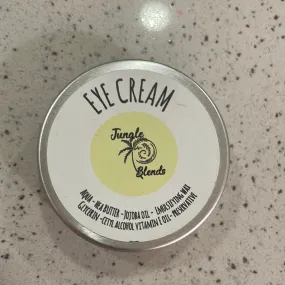 EYE CREAM
Jungle
Blends
AQUA - SHEA BUTTER - JOJOBA OIL - EMULSIFYING WAX
GLYCERIN - CETYL ALCOHOL VITAMIN E OIL - PRESERVATIVE